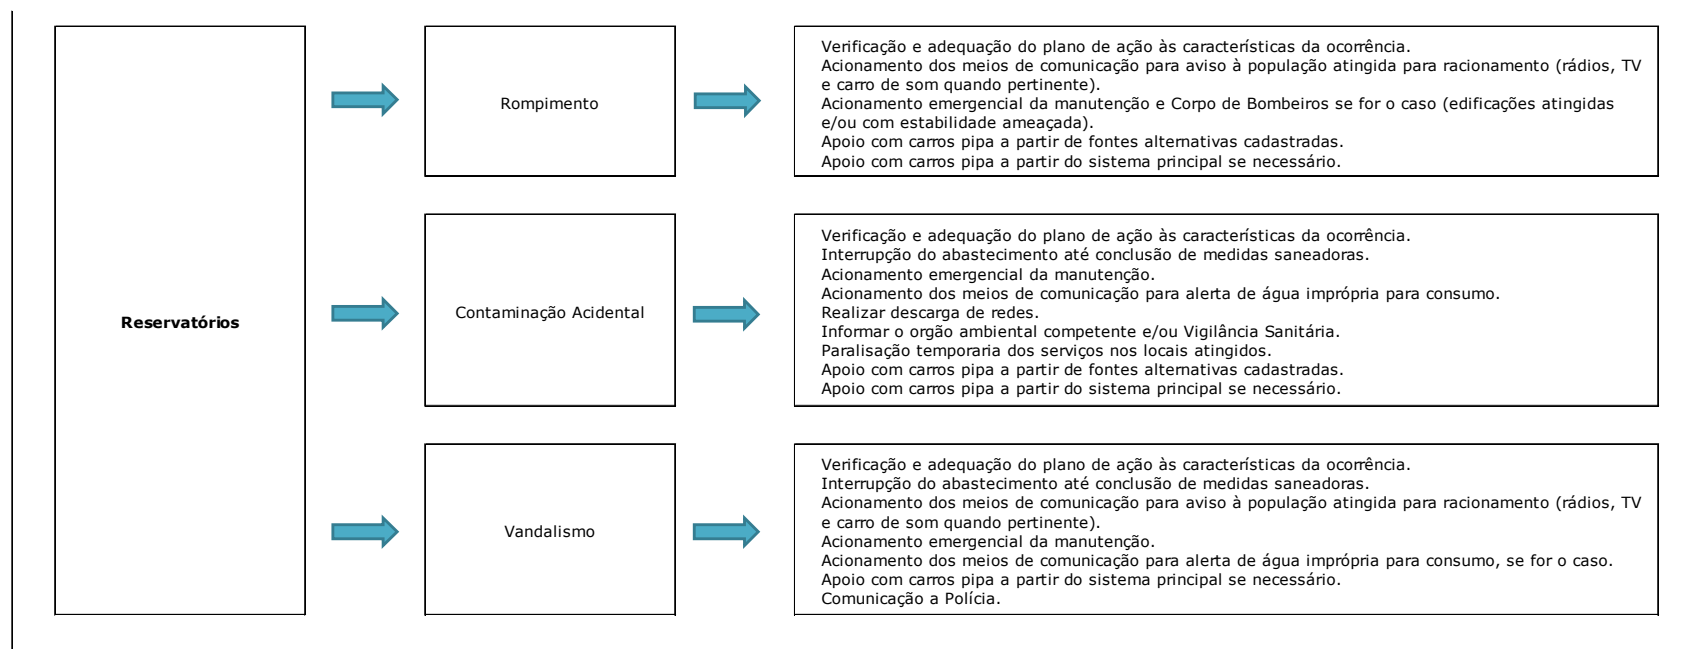 Reservatórios
Rompimento
Verificação e adequação do plano de ação às características da ocorrência.
Acionamento dos meios de comunicação para aviso à população atingida para racionamento (rádios, TV
e carro de som quando pertinente).
Acionamento emergencial da manutenção e Corpo de Bombeiros se for o caso (edificações atingidas
e/ou com estabilidade ameaçada).
Apoio com carros pipa a partir de fontes alternativas cadastradas.
Apoio com carros pipa a partir do sistema principal se necessário.
Contaminação Acidental
Verificação e adequação do plano de ação às características da ocorrência.
Interrupção do abastecimento até conclusão de medidas saneadoras.
Acionamento emergencial da manutenção.
Acionamento dos meios de comunicação para alerta de água imprópria para consumo.
Realizar descarga de redes.
Informar o orgão ambiental competente e/ou Vigilância Sanitária.
Paralisação temporaria dos serviços nos locais atingidos.
Apoio com carros pipa a partir de fontes alternativas cadastradas.
Apoio com carros pipa a partir do sistema principal se necessário.
Vandalismo
Verificação e adequação do plano de ação às características da ocorrência.
Interrupção do abastecimento até conclusão de medidas saneadoras.
Acionamento dos meios de comunicação para aviso à população atingida para racionamento (rádios, TV
e carro de som quando pertinente).
Acionamento emergencial da manutenção.
Acionamento dos meios de comunicação para alerta de água imprópria para consumo, se for o caso.
Apoio com carros pipa a partir do sistema principal se necessário.
Comunicação a Polícia.